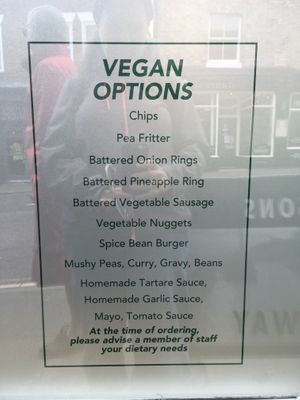 VEGAN
OPTIONS
Chips
Pea Fritter
Battered Onion Rings
Battered Pineapple Ring
Battered Vegetable Sausage
Vegetable Nuggets
Spice Bean Burger
Mushy Peas, Curry, Gravy, Beans
Homemade Tartare Sauce,
Homemade Garlic Sauce,
Mayo, Tomato Sauce
At the time of ordering,
please advise a member of staff
your dietary needs